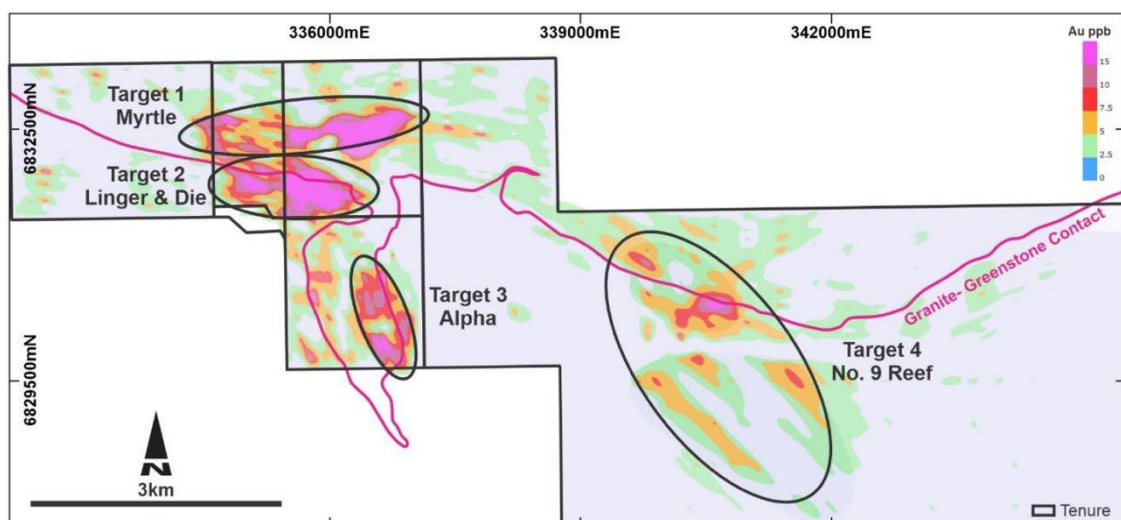 336000mE
339000mE
342000mE
Au ppb
15
10
7.5
5
2.5
0
6832500mN
6829500mN
Target 1
Myrtle
Target 2
Linger & Die
Target 3
Alpha
Target 4
No. 9 Reef
Granite- Greenstone Contact
N
3km
Tenure